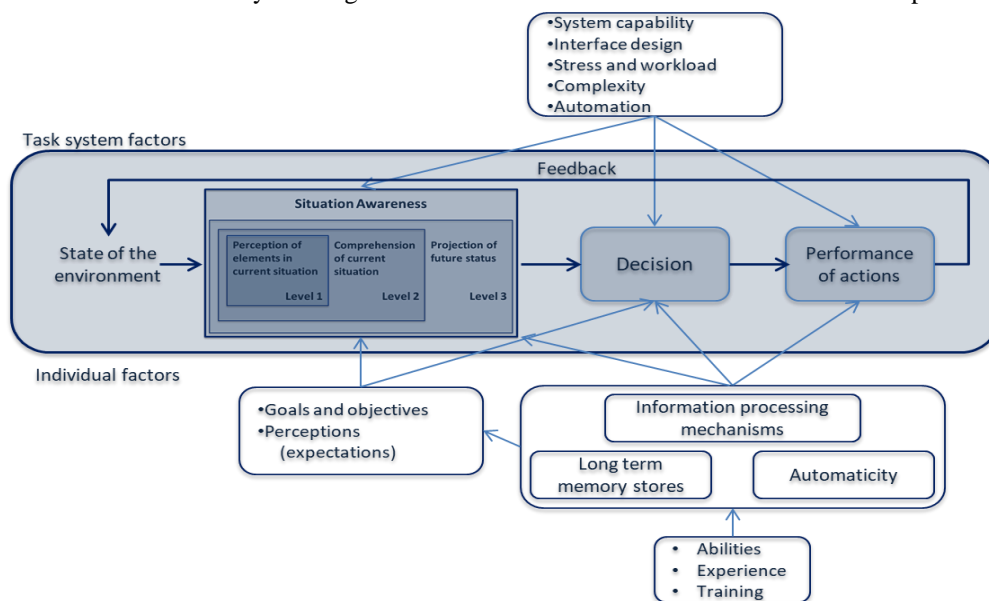 •System capability
•Interface design
•Stress and workload
•Complexity
•Automation
Task system factors
Feedback
Situation Awareness
State of the
environment
Perception of
elements in
current situation
Level 1
Comprehension
of current
situation
Level 2
Projection of
future status
Level 3
Decision
Performance
of actions
Individual factors
•Goals and objectives
•Perceptions
(expectations)
Information processing
mechanisms
Long term
memory stores
Automaticity
• Abilities
• Experience
• Training